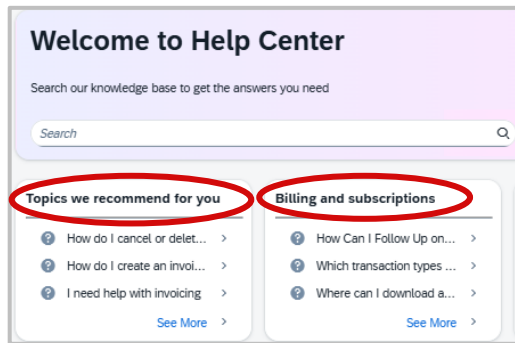 Welcome to Help Center
Search our knowledge base to get the answers you need
Search
Topics we recommend for you
How do I cancel or delet...
How do I create an invoi...
I need help with invoicing
See More
Billing and subscriptions
How Can I Follow Up on...
Which transaction types ...
Where can I download a...
See More